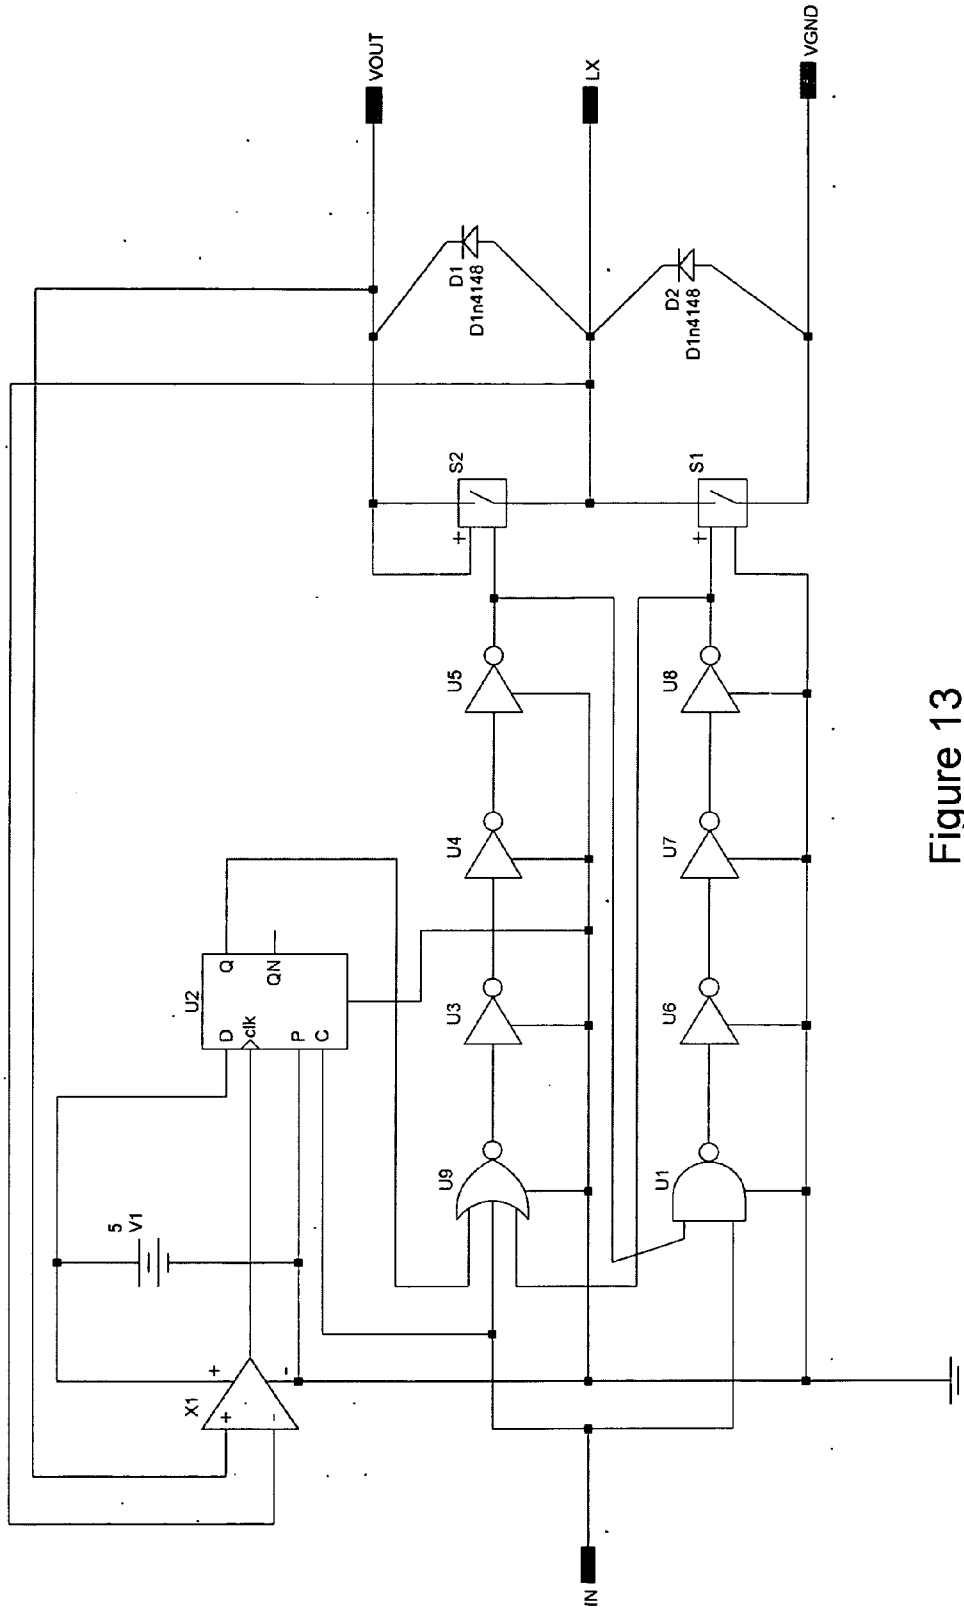 VOUT
LX
VGND
D1
D1n4148
D2
D1n4148
S2
+
S1
+
U5
U8
U4
U7
U2
D
clk
P
C
Q
QN
U3
U6
U9
U1
5
V1
X1
+
-
+
-
IN
Figure 13